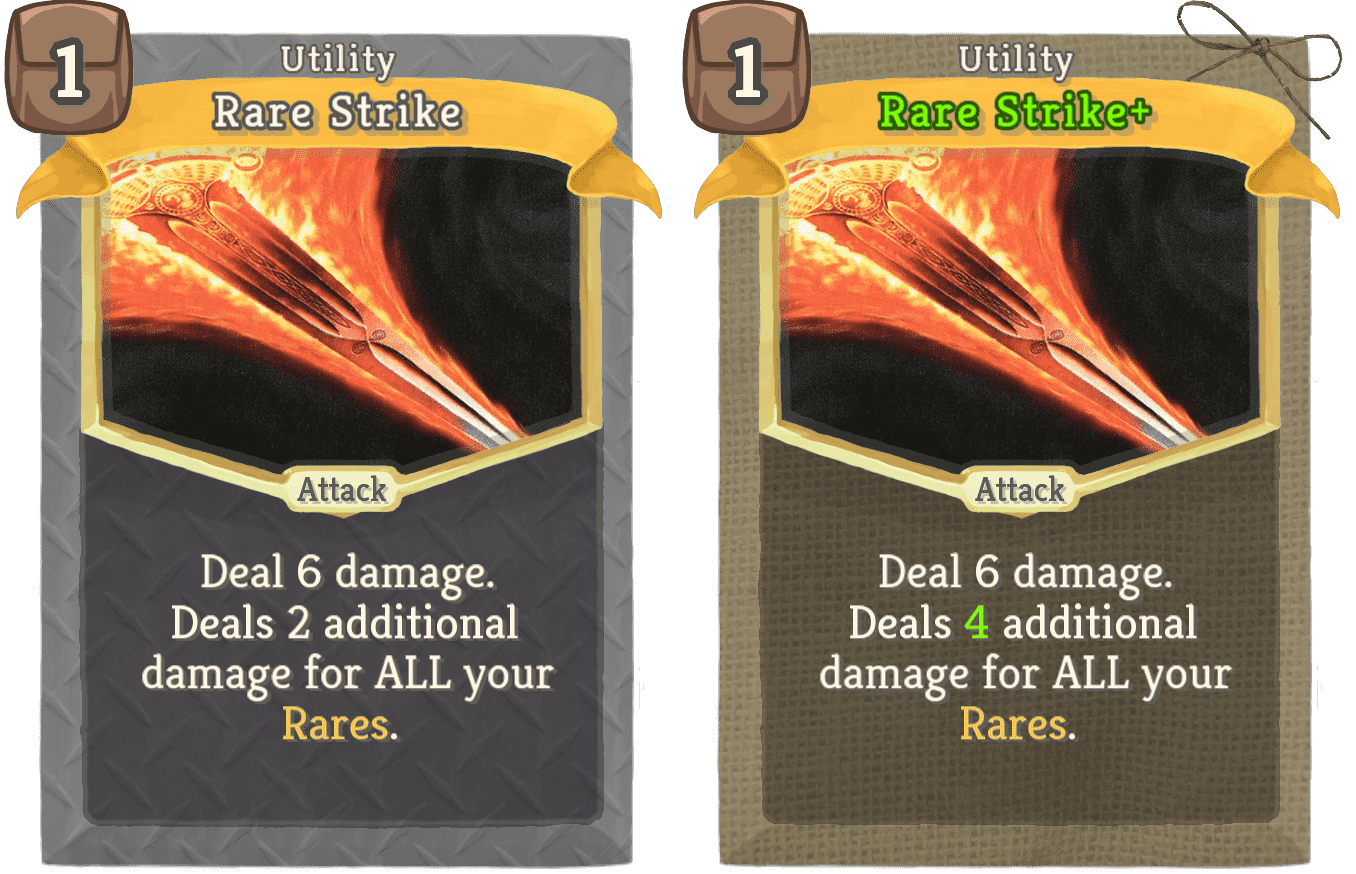 1
Utility
Rare Strike
Attack
Deal 6 damage.
Deals 2 additional
damage for ALL your
Rares.
1
Utility
Rare Strike+
Attack
Deal 6 damage.
Deals 4 additional
damage for ALL your
Rares.